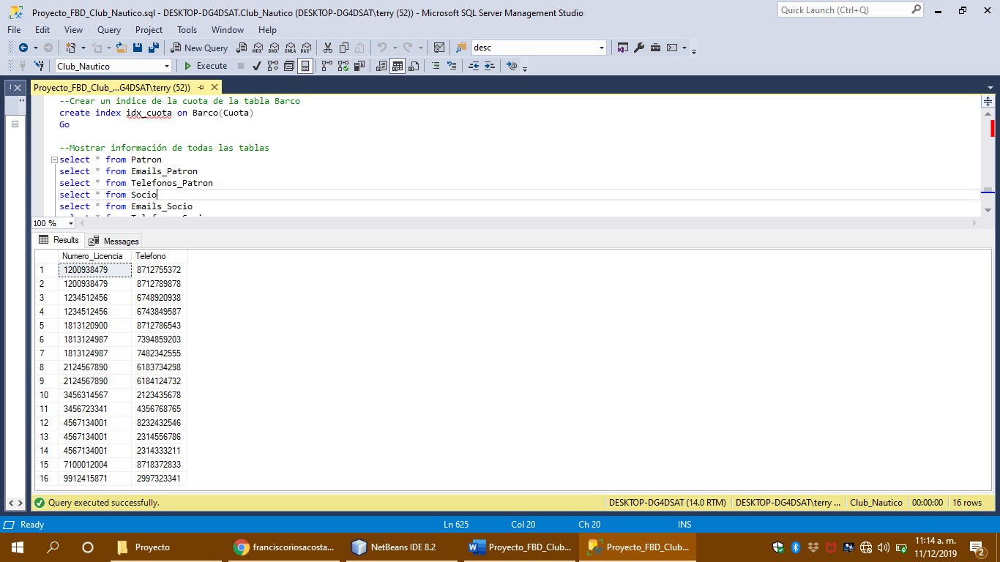 Proyecto_FBD_Club_Nautico.sql - DESKTOP-DG4DSAT.Club_Nautico (DESKTOP-DG4DSAT\terry (52)) - Microsoft SQL Server Management Studio
Quick Launch (Ctrl+Q)
File Edit View Query Project Tools Window Help
New Query MDX DMX XMLA DAX desc
Club_Nautico Execute
Proyecto_FBD_Club_...G4DSAT\terry (52))
--Crear un indice de la cuota de la tabla Barco
create index idx_cuota on Barco(Cuota)
Go
--Mostrar información de todas las tablas
select * from Patron
select * from Emails_Patron
select * from Telefonos_Patron
select * from Socio
select * from Emails_Socio
100 %
Results Messages
Numero_Licencia Telefono
1 1200938479 8712755372
2 1200938479 8712789878
3 1234512456 6748920938
4 1234512456 6743849587
5 1813120900 8712786543
6 1813124987 7394859203
7 1813124987 7482342555
8 2124567890 6183734298
9 2124567890 6184124732
10 3456314567 2123435678
11 3456723341 4356768765
12 4567134001 8232432546
13 4567134001 2314556786
14 4567134001 2314333211
15 7100012004 8718372833
16 9912415871 2997323341
Query executed successfully. DESKTOP-DG4DSAT (14.0 RTM) DESKTOP-DG4DSAT\terry ... Club_Nautico 00:00:00 16 rows
Ready Ln 625 Col 20 Ch 20 INS
Proyecto franciscoriosacosta... NetBeans IDE 8.2 Proyecto_FBD_Club... Proyecto_FBD_Club...
11:14 a. m.
11/12/2019
2